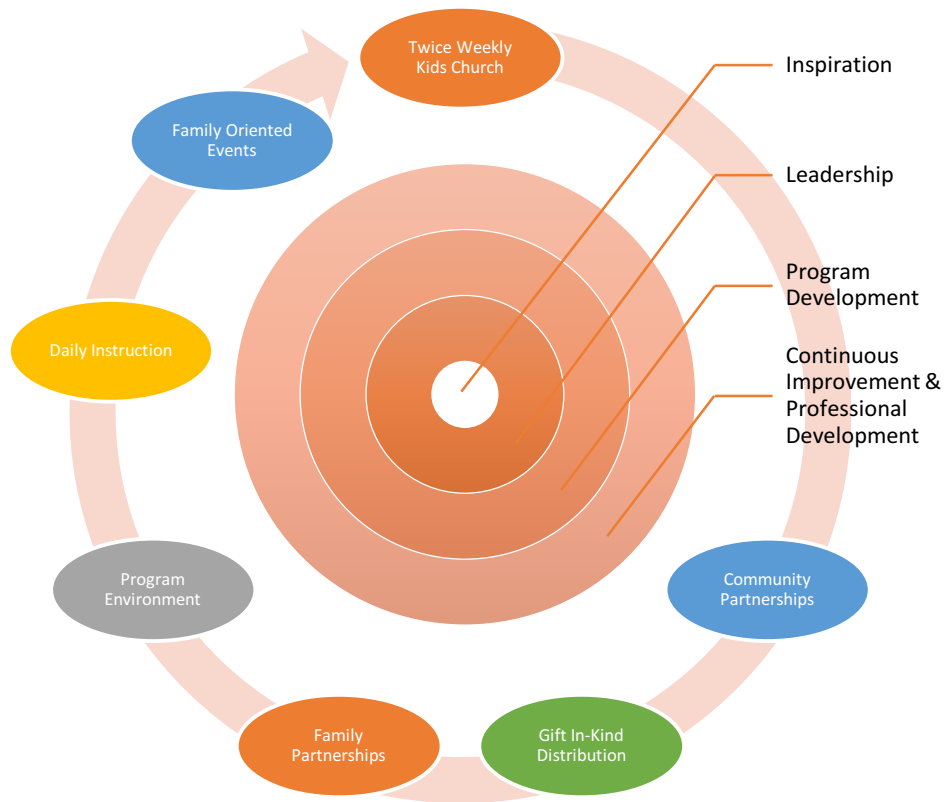 Twice Weekly
Kids Church
Inspiration
Family Oriented
Events
Leadership
Program
Development
Daily Instruction
Continuous
Improvement &
Professional
Development
Program
Environment
Community
Partnerships
Family
Partnerships
Gift In-Kind
Distribution